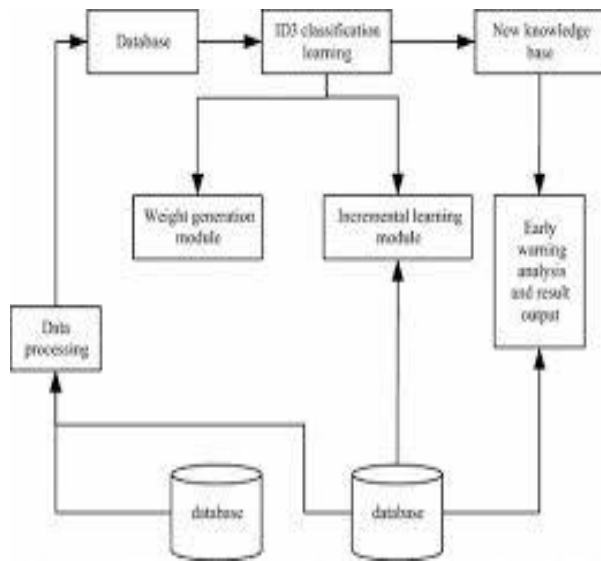 Database
ID3 classification
learning
New knowledge
base
Weight generation
module
Incremental learning
module
Early
warning
analysis
and result
output
Data
processing
database
database